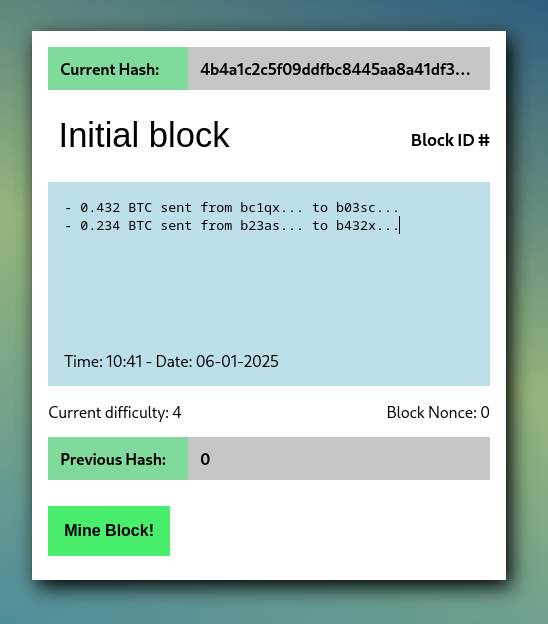 Current Hash: 4b4a1c2c5f09ddfbc8445aa8a41df3...
Initial block Block ID #
- 0.432 BTC sent from bc1qx... to b03sc...
- 0.234 BTC sent from b23as... to b432x...
Time: 10:41 - Date: 06-01-2025
Current difficulty: 4 Block Nonce: 0
Previous Hash: 0
Mine Block!